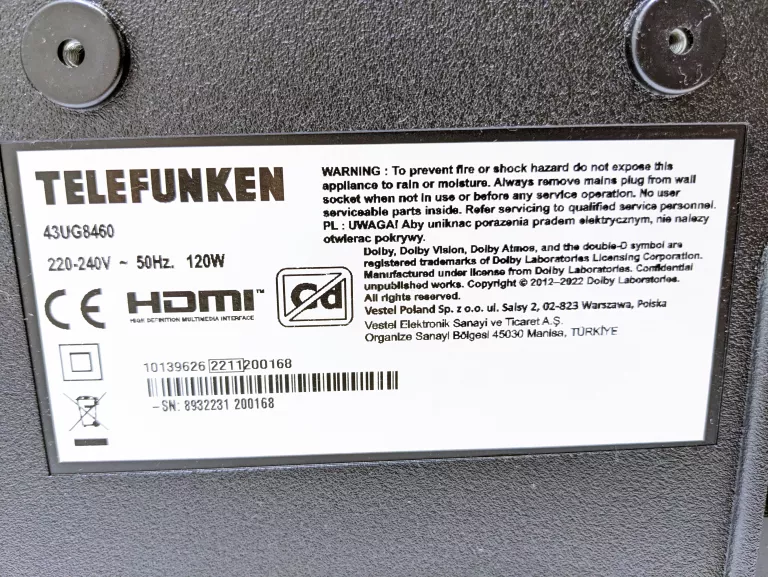 TELEFUNKEN
43UG8460
220-240V ~ 50Hz. 120W
CE HDMI™ Cd
HIGH DEFINITION MULTIMEDIA INTERFACE
10139626 2211200168
-SN: 8932231 200168
WARNING : To prevent fire or shock hazard do not expose this
appliance to rain or moisture. Always remove mains plug from wall
socket when not in use or before any service operation. No user
serviceable parts inside. Refer servicing to qualified service personnel.
PL : UWAGA! Aby uniknac porazenia pradem elektrycznym, nie nalezy
otwierac pokrywy.
Dolby, Dolby Vision, Dolby Atmos, and the double-D symbol are
registered trademarks of Dolby Laboratories Licensing Corporation.
Manufactured under license from Dolby Laboratories. Confidential
unpublished works. Copyright © 2012-2022 Dolby Laboratories.
All rights reserved.
Vestel Poland Sp. z o.o. ul. Salsy 2, 02-823 Warszawa, Polska
Vestel Elektronik Sanayi ve Ticaret A.Ş.
Organize Sanayi Bölgesi 45030 Manisa, TÜRKİYE